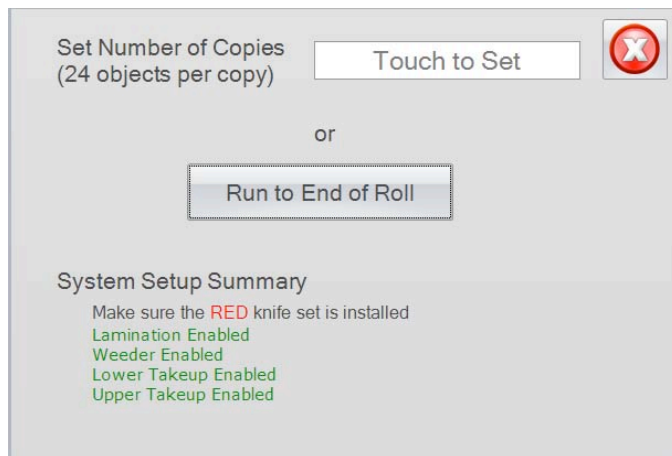 Set Number of Copies
(24 objects per copy)
Touch to Set
X
or
Run to End of Roll
System Setup Summary
Make sure the RED knife set is installed
Lamination Enabled
Weeder Enabled
Lower Takeup Enabled
Upper Takeup Enabled